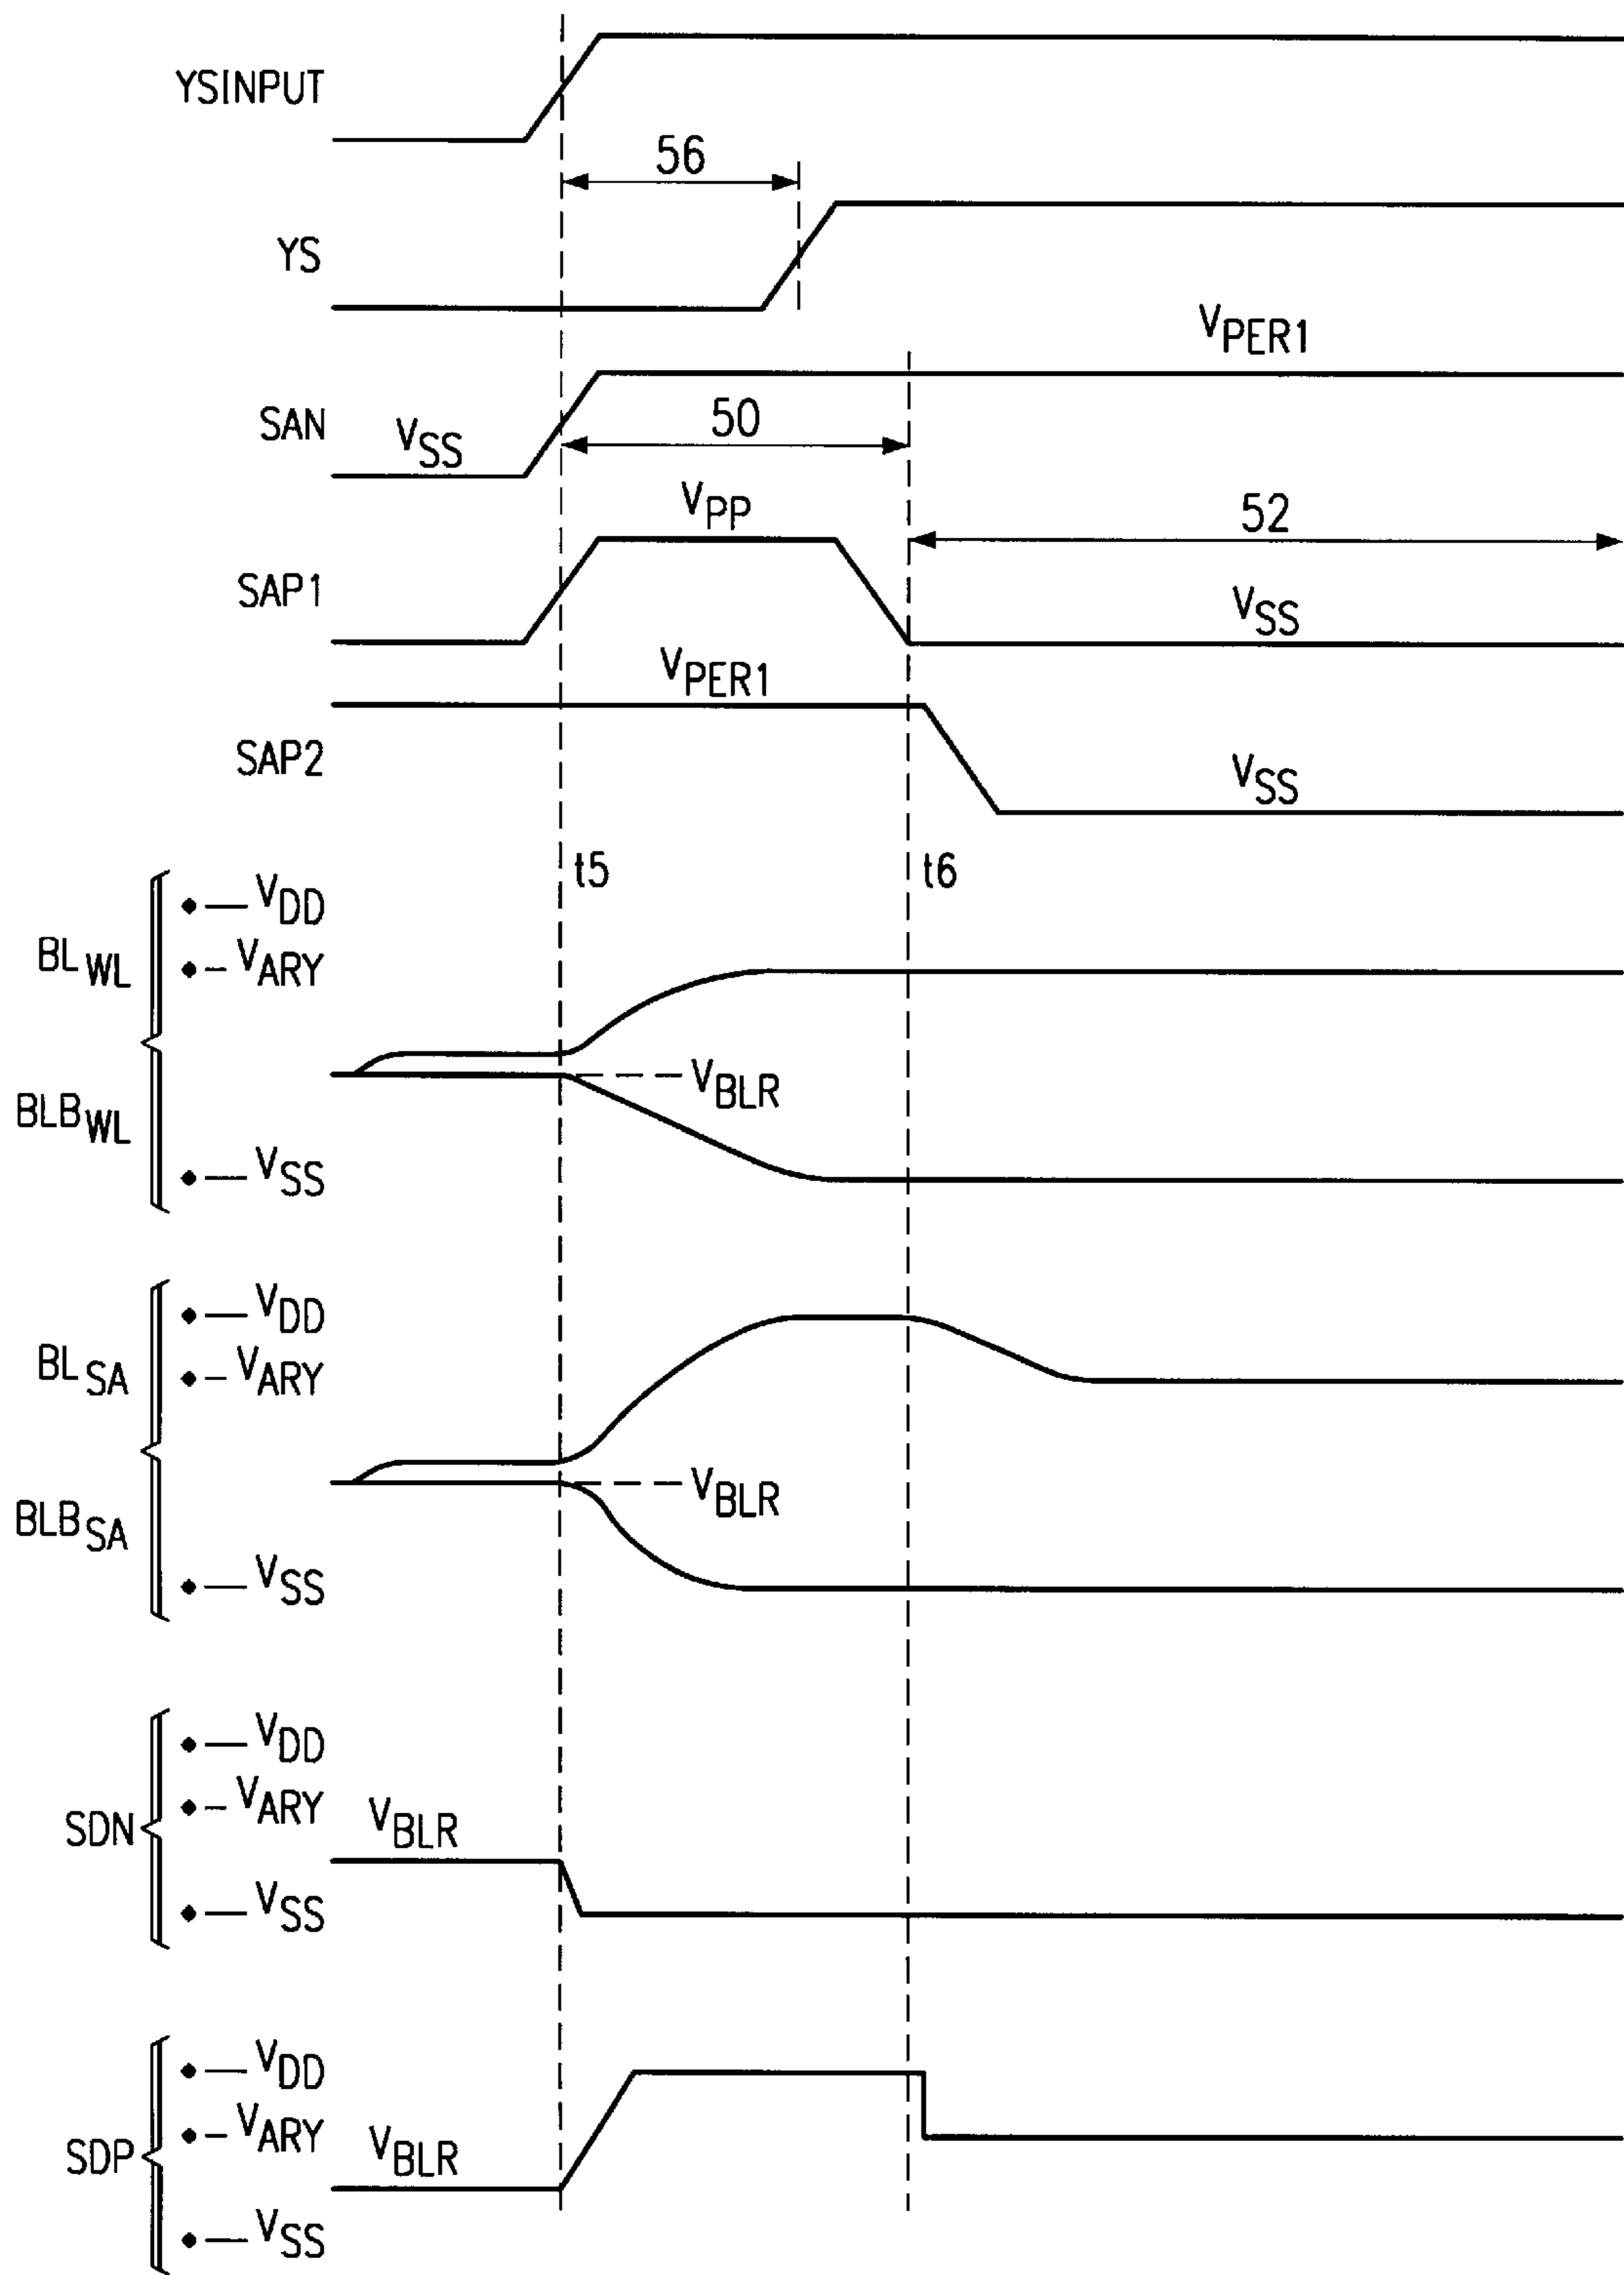 YSINPUT
56
YS
VPER1
SAN VSS
50
VPP
52
SAP1
VSS
VPER1
SAP2
VSS
t5 t6
VDD
BLWL
VARY
VBLR
BLBWL
VSS
VDD
BLSA
VARY
VBLR
BLBSA
VSS
VDD
VARY
SDN
VBLR
VSS
VDD
VARY
SDP
VBLR
VSS